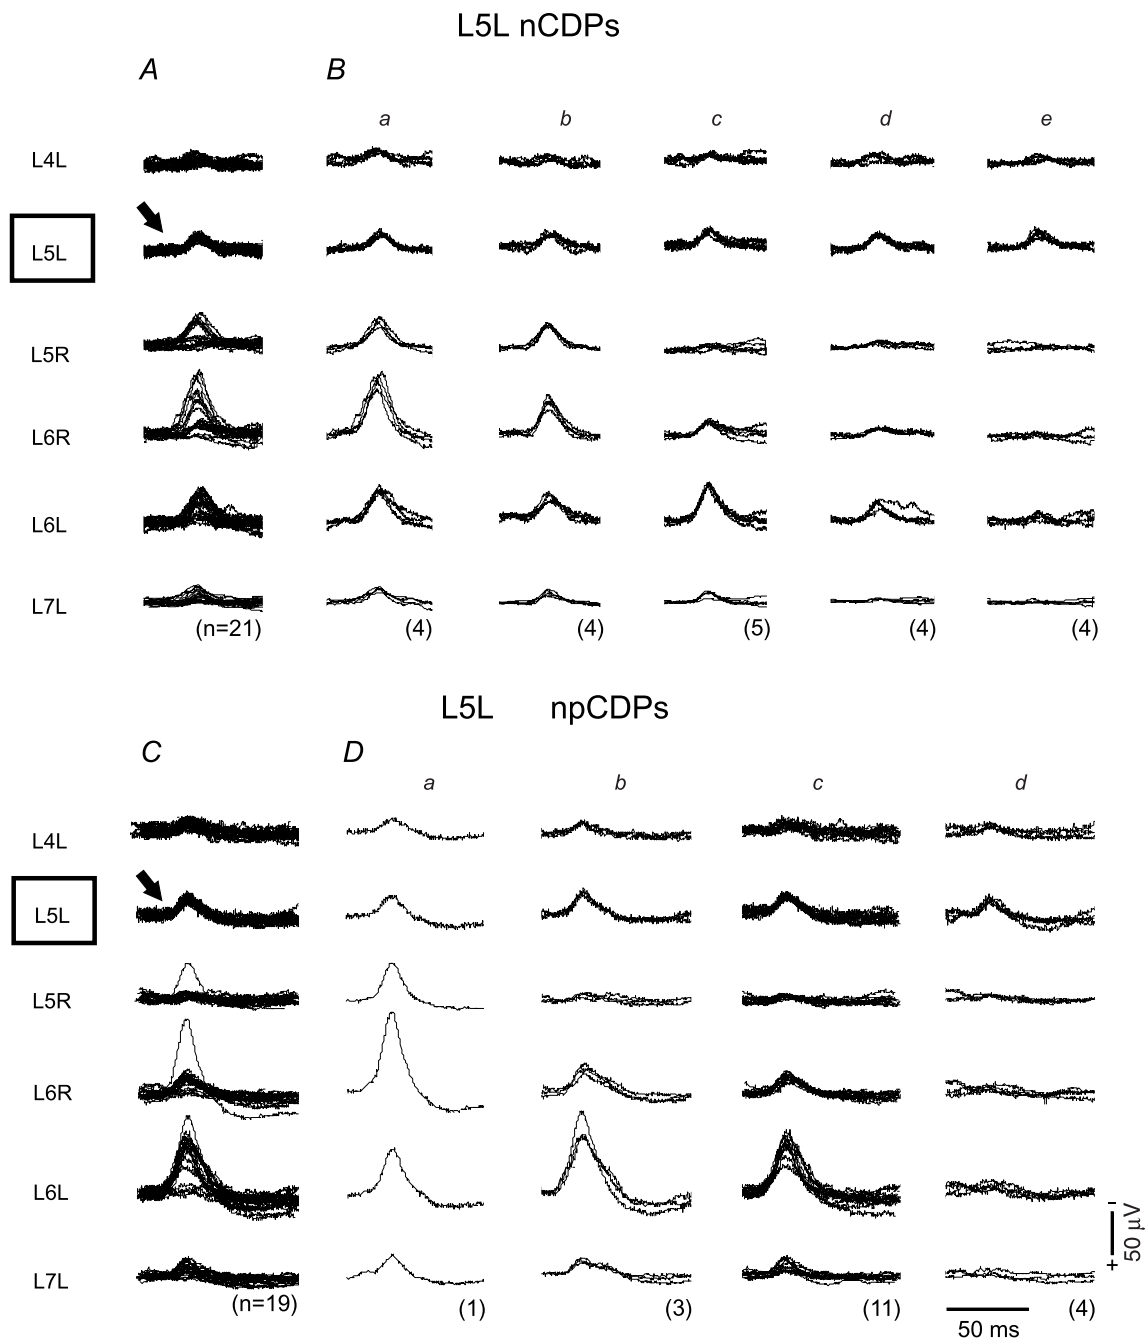 L5L nCDPs
A B
a b c d e
L4L
L5L
L5R
L6R
L6L
L7L
(n=21) (4) (4) (5) (4) (4)
L5L npCDPs
C D
a b c d
L4L
L5L
L5R
L6R
L6L
- 50 µV +
L7L
(n=19) (1) (3) (11) (4)
50 ms